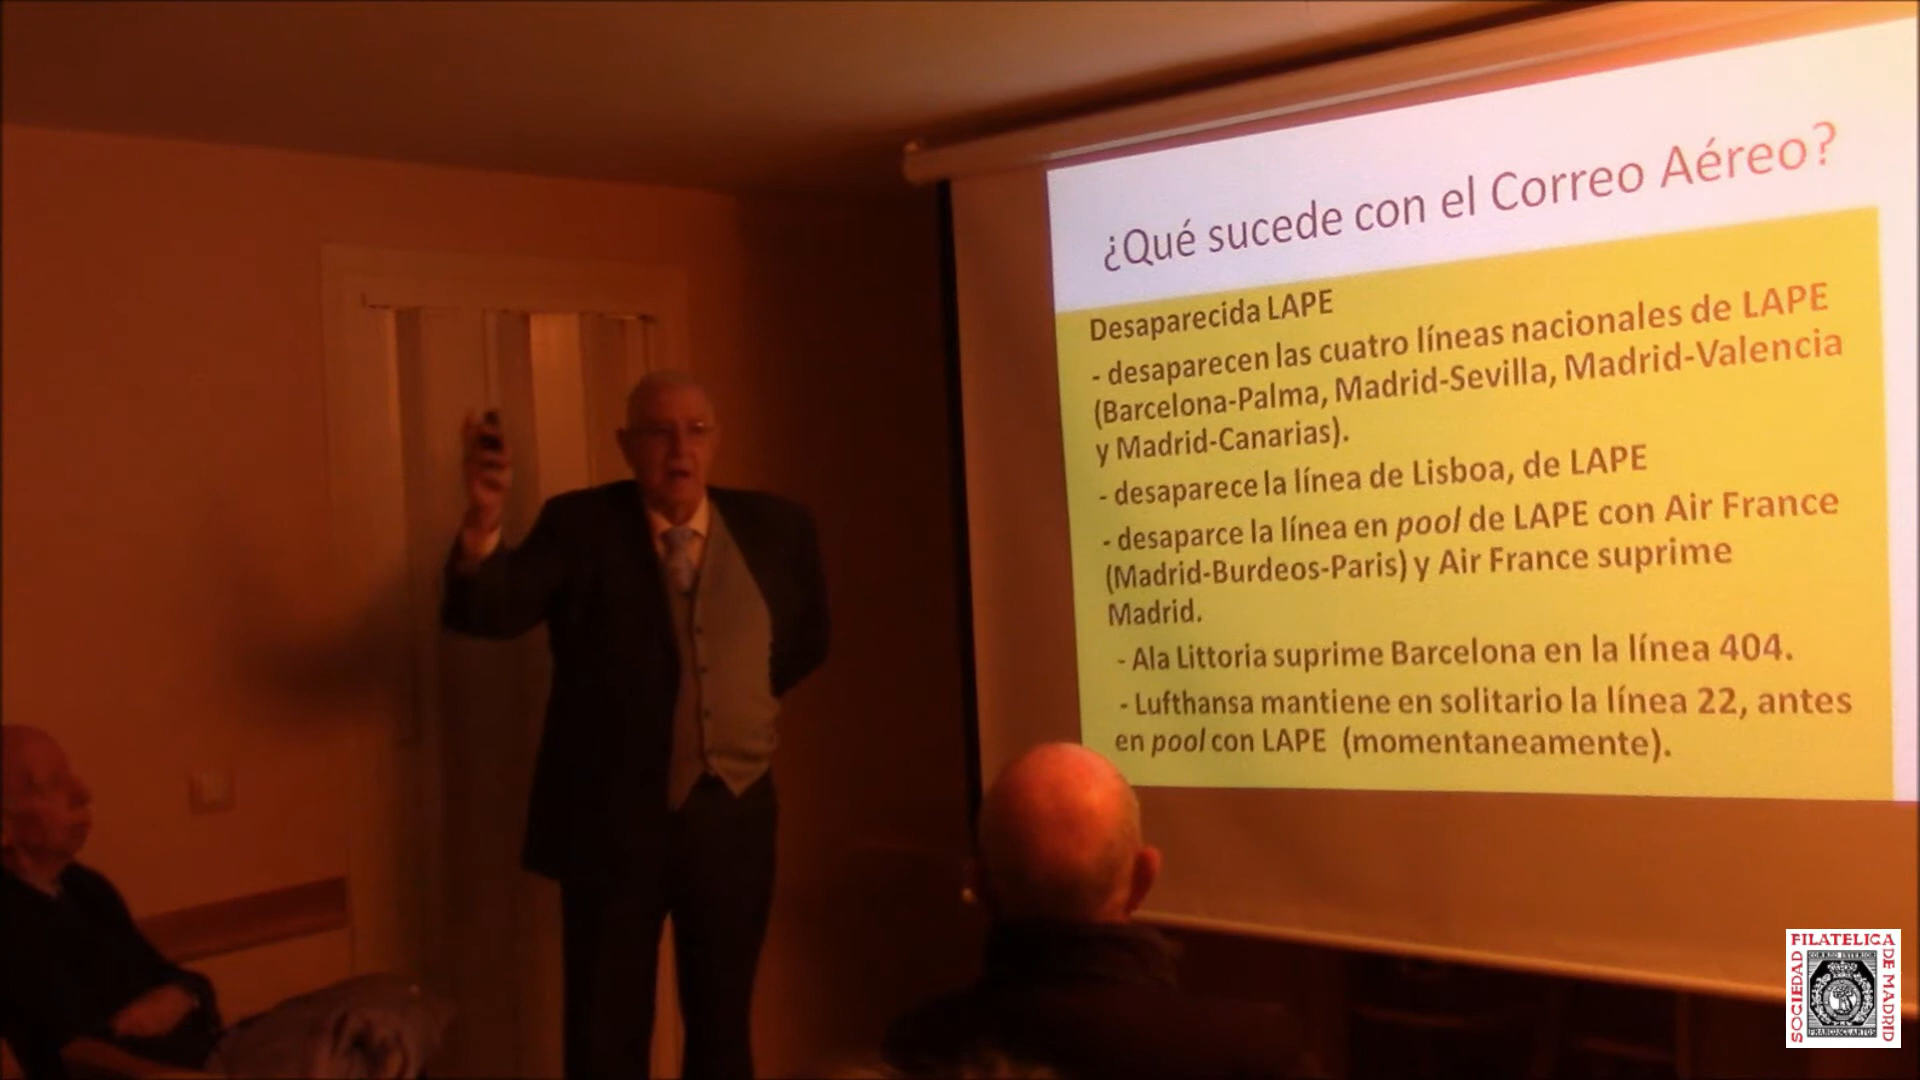 ¿Qué sucede con el Correo Aéreo?
Desaparecida LAPE
- desaparecen las cuatro líneas nacionales de LAPE
(Barcelona-Palma, Madrid-Sevilla, Madrid-Valencia
y Madrid-Canarias).
- desaparece la línea de Lisboa, de LAPE
- desaparce la línea en pool de LAPE con Air France
(Madrid-Burdeos-Paris) y Air France suprime
Madrid.
- Ala Littoria suprime Barcelona en la línea 404.
- Lufthansa mantiene en solitario la línea 22, antes
en pool con LAPE (momentaneamente).
SOCIEDAD
FILATELICA
DE MADRID